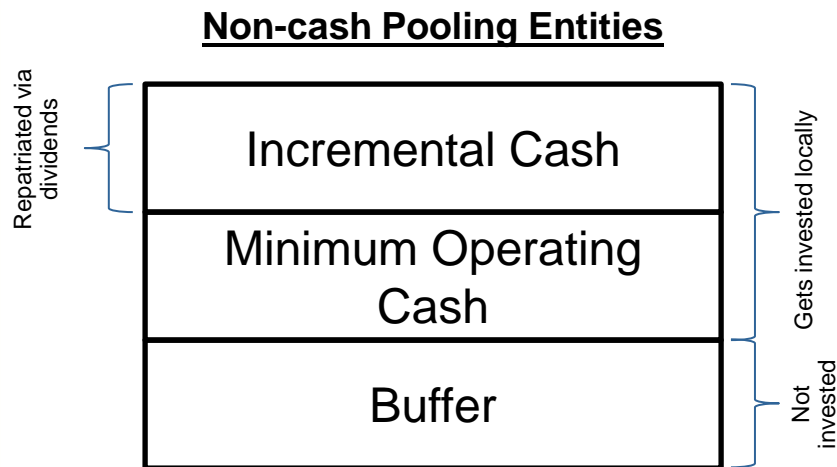 Non-cash Pooling Entities
Repatriated via
dividends
Incremental Cash
Minimum Operating
Cash
Buffer
Gets invested locally
Not
invested